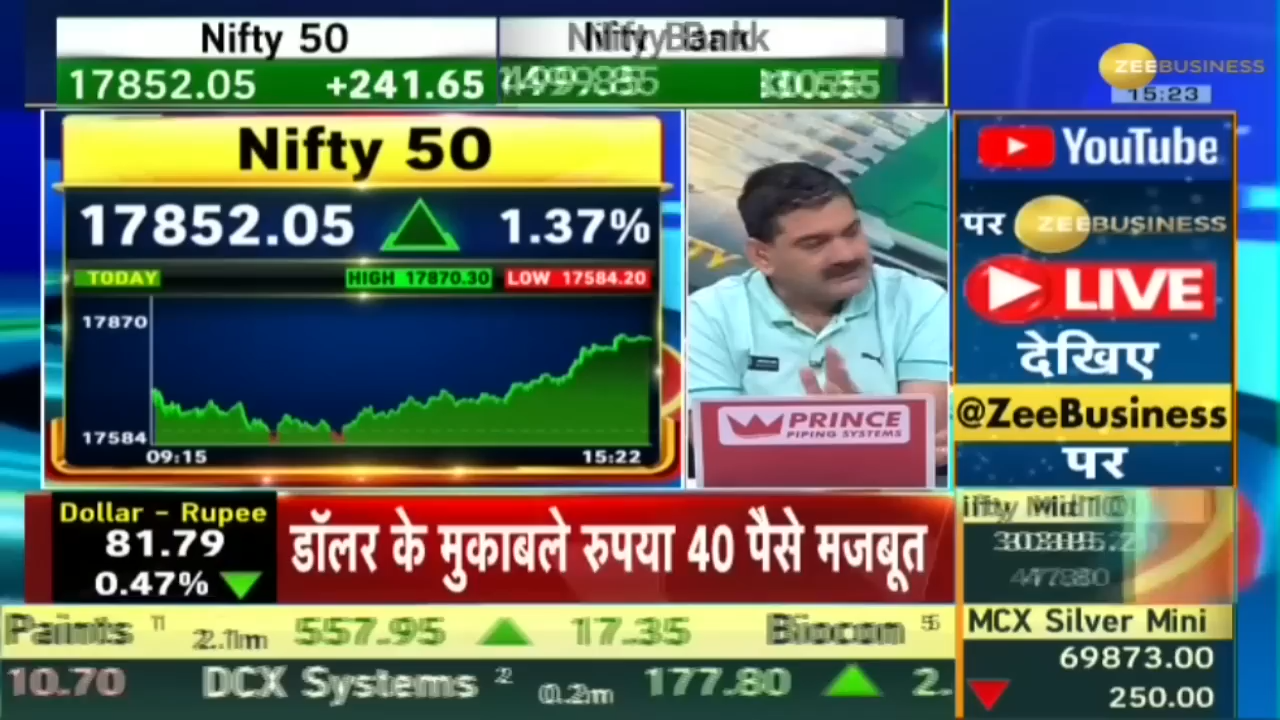 Nifty 50
17852.05 +241.65
ZEEBUSINESS
15:23
Nifty 50
17852.05 1.37%
TODAY HIGH 17870.30 LOW 17584.20
17870
17584
09:15 15:22
PRINCE
PIPING SYSTEMS
YouTube
पर ZEEBUSINESS
LIVE
देखिए
@ZeeBusiness
पर
Dollar - Rupee
81.79
0.47%
डॉलर के मुकाबले रुपया 40 पैसे मजबूत
MCX Silver Mini
69873.00
250.00
Paints 2.1m 557.95 17.35 Biocon
10.70 DCX Systems 0.2m 177.80 2.